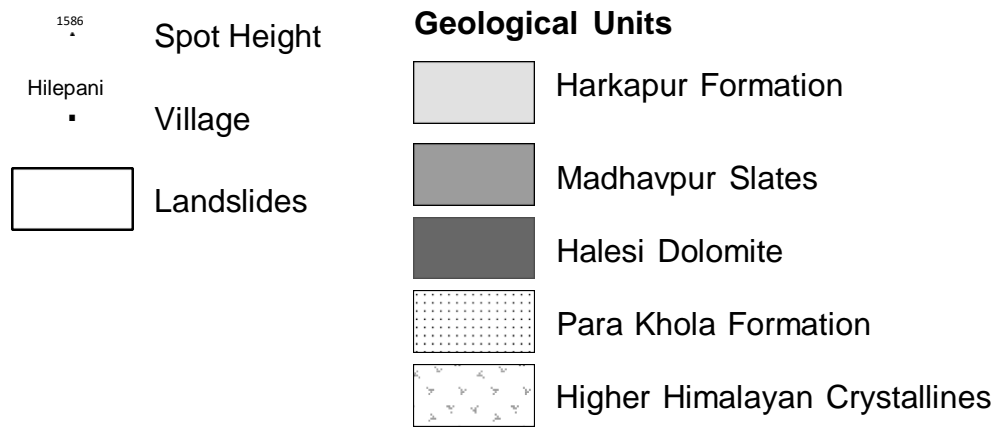 1586
Spot Height
Hilepani
Village
Landslides
Geological Units
Harkapur Formation
Madhavpur Slates
Halesi Dolomite
Para Khola Formation
Higher Himalayan Crystallines